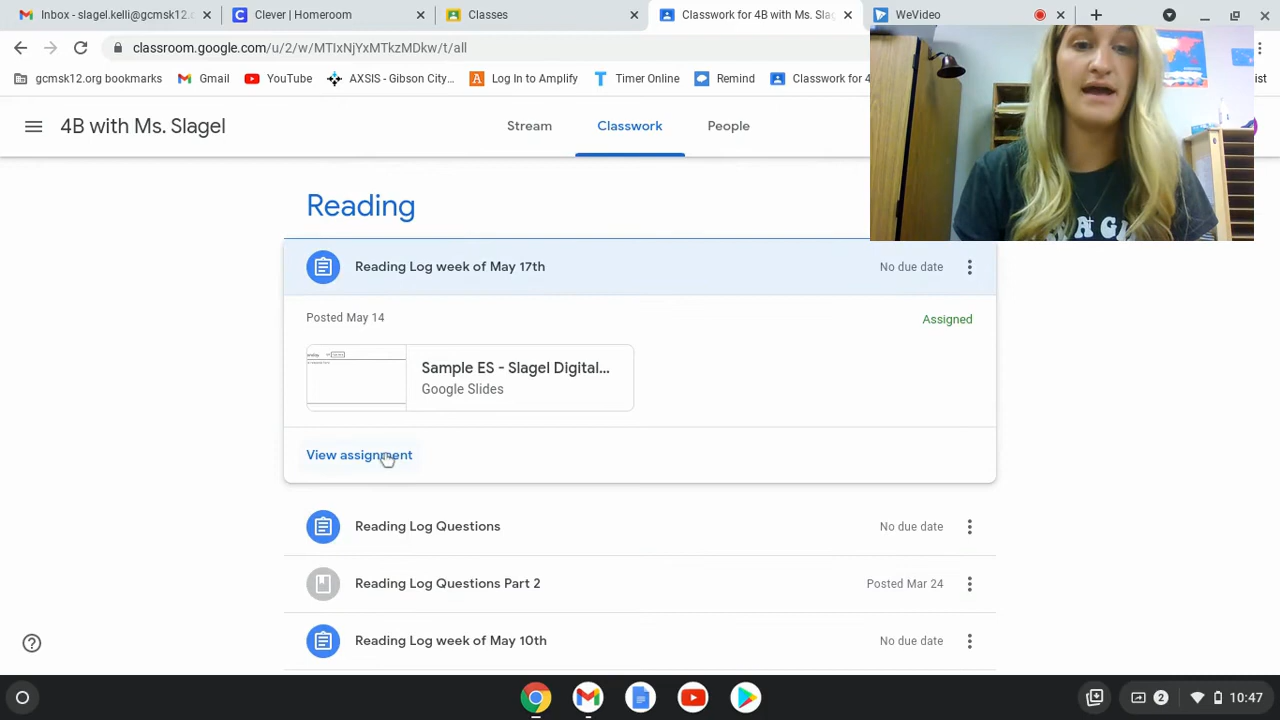 Inbox - slagel.kelli@gcmsk12.
Clever | Homeroom
Classes
Classwork for 4B with Ms. Slag
WeVideo
classroom.google.com/u/2/w/MTIxNjYxMTkzMDkw/t/all
gcmsk12.org bookmarks
Gmail
YouTube
AXSIS - Gibson City...
Log In to Amplify
Timer Online
Remind
Classwork for 4
ist
4B with Ms. Slagel
Stream
Classwork
People
Reading
Reading Log week of May 17th
No due date
Posted May 14
Assigned
Sample ES - Slagel Digital...
Google Slides
View assignment
Reading Log Questions
No due date
Reading Log Questions Part 2
Posted Mar 24
Reading Log week of May 10th
No due date
2
10:47